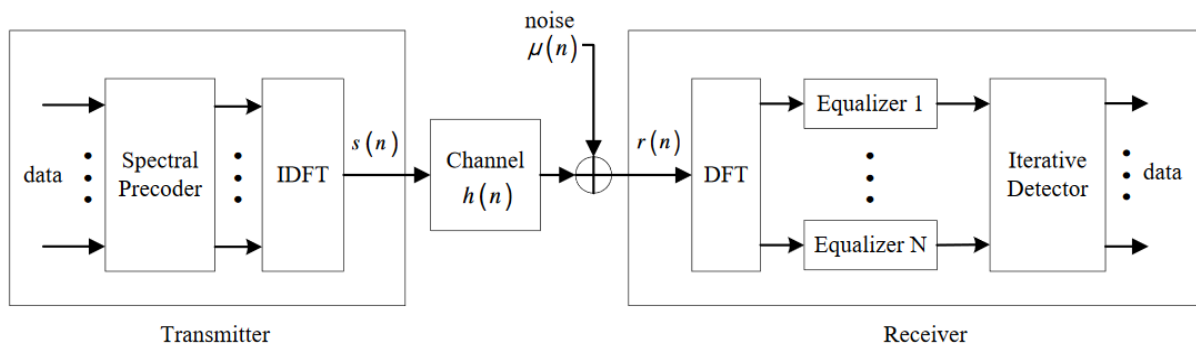 noise
μ(n)
data
Spectral
Precoder
IDFT
s(n)
Channel
h(n)
r(n)
DFT
Equalizer 1
Equalizer N
Iterative
Detector
data
Transmitter
Receiver